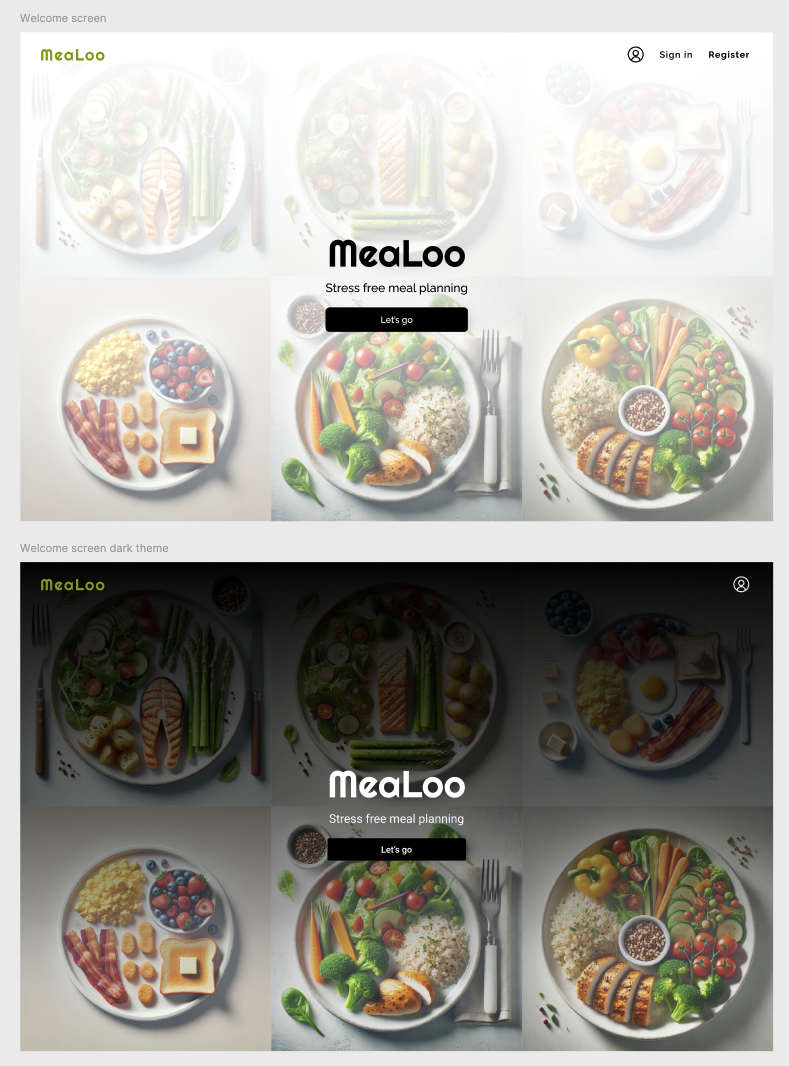 Welcome screen
MeaLoo
Sign in
Register
MeaLoo
Stress free meal planning
Let's go
Welcome screen dark theme
MeaLoo
MeaLoo
Stress free meal planning
Let's go